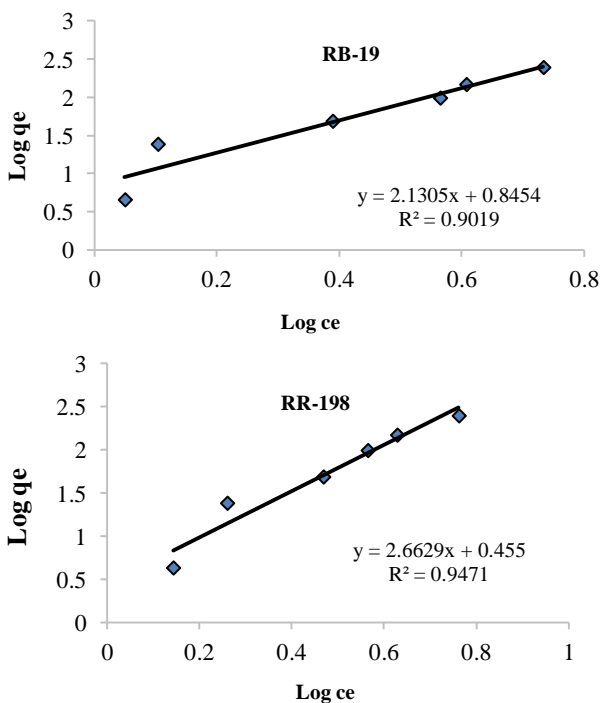 3
2.5
RB-19
2
Log qe
1.5
1
y = 2.1305x + 0.8454
0.5
R² = 0.9019
0
0 0.2 0.4 0.6 0.8
Log ce
3
2.5
RR-198
2
Log qe
1.5
1
y = 2.6629x + 0.455
0.5
R² = 0.9471
0
0 0.2 0.4 0.6 0.8 1
Log ce